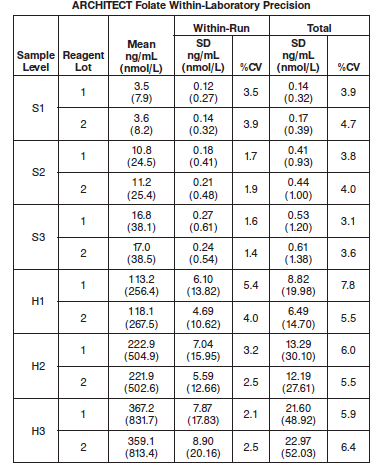 ARCHITECT Folate Within-Laboratory Precision
Within-Run Total
Sample Level Reagent Lot Mean ng/mL (nmol/L) SD ng/mL (nmol/L) %CV SD ng/mL (nmol/L) %CV
S1 1 3.5 (7.9) 0.12 (0.27) 3.5 0.14 (0.32) 3.9
2 3.6 (8.2) 0.14 (0.32) 3.9 0.17 (0.39) 4.7
S2 1 10.8 (24.5) 0.18 (0.41) 1.7 0.41 (0.93) 3.8
2 11.2 (25.4) 0.21 (0.48) 1.9 0.44 (1.00) 4.0
S3 1 16.8 (38.1) 0.27 (0.61) 1.6 0.53 (1.20) 3.1
2 17.0 (38.5) 0.24 (0.54) 1.4 0.61 (1.38) 3.6
H1 1 113.2 (256.4) 6.10 (13.82) 5.4 8.82 (19.98) 7.8
2 118.1 (267.5) 4.69 (10.62) 4.0 6.49 (14.70) 5.5
H2 1 222.9 (504.9) 7.04 (15.95) 3.2 13.29 (30.10) 6.0
2 221.9 (502.6) 5.59 (12.66) 2.5 12.19 (27.61) 5.5
H3 1 367.2 (831.7) 7.87 (17.83) 2.1 21.60 (48.92) 5.9
2 359.1 (813.4) 8.90 (20.16) 2.5 22.97 (52.03) 6.4